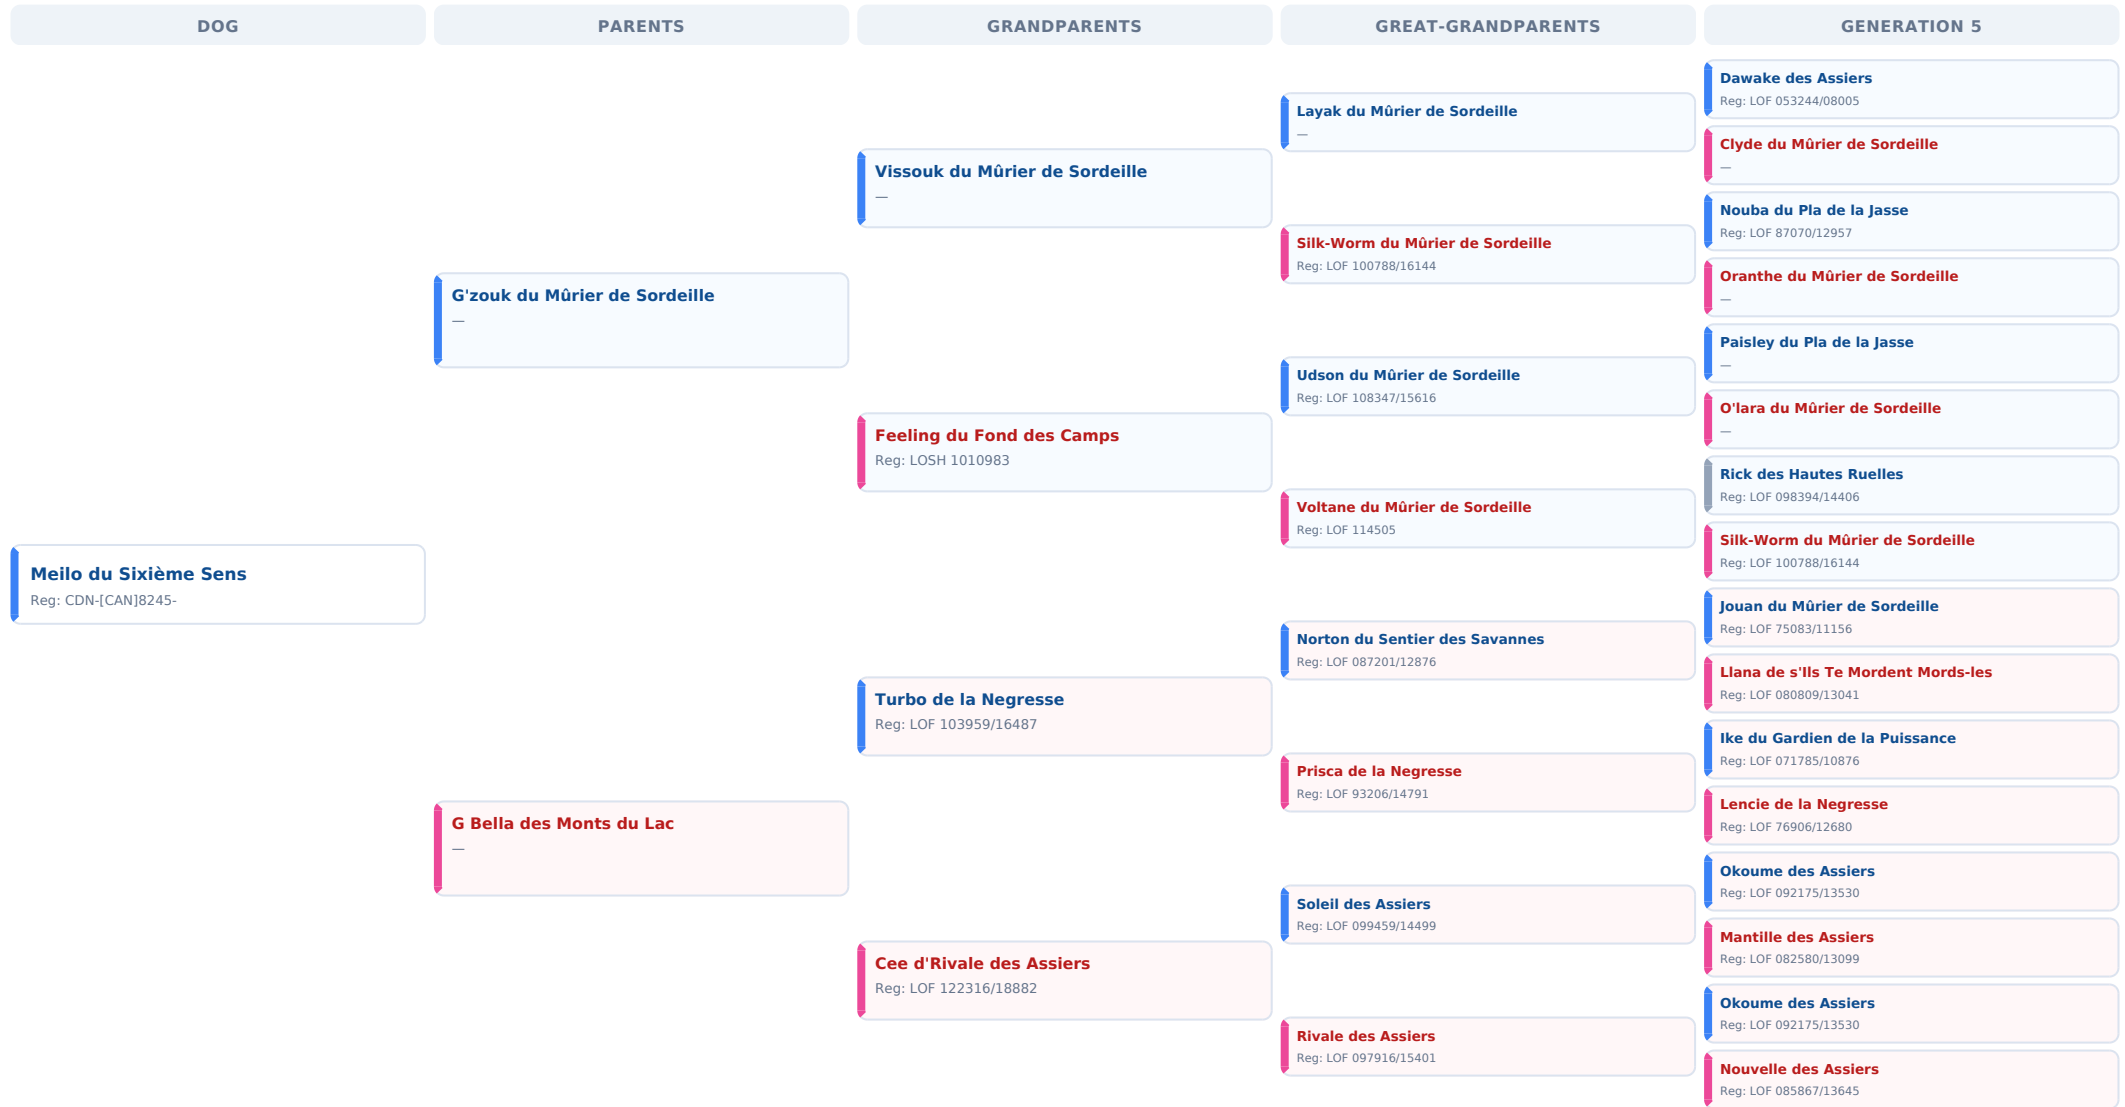 DOG
PARENTS
GRANDPARENTS
GREAT-GRANDPARENTS
GENERATION 5
Meilo du Sixième Sens
Reg: CDN-[CAN]8245-
G'zouk du Mûrier de Sordeille
—
G Bella des Monts du Lac
—
Vissouk du Mûrier de Sordeille
—
Feeling du Fond des Camps
Reg: LOSH 1010983
Turbo de la Negresse
Reg: LOF 103959/16487
Cee d'Rivale des Assiers
Reg: LOF 122316/18882
Layak du Mûrier de Sordeille
—
Silk-Worm du Mûrier de Sordeille
Reg: LOF 100788/16144
Udson du Mûrier de Sordeille
Reg: LOF 108347/15616
Voltane du Mûrier de Sordeille
Reg: LOF 114505
Norton du Sentier des Savannes
Reg: LOF 087201/12876
Prisca de la Negresse
Reg: LOF 93206/14791
Soleil des Assiers
Reg: LOF 099459/14499
Rivale des Assiers
Reg: LOF 097916/15401
Dawake des Assiers
Reg: LOF 053244/08005
Clyde du Mûrier de Sordeille
—
Nouba du Pla de la Jasse
Reg: LOF 87070/12957
Oranthe du Mûrier de Sordeille
—
Paisley du Pla de la Jasse
—
O'lara du Mûrier de Sordeille
—
Rick des Hautes Ruelles
Reg: LOF 098394/14406
Silk-Worm du Mûrier de Sordeille
Reg: LOF 100788/16144
Jouan du Mûrier de Sordeille
Reg: LOF 75083/11156
Llana de s'Ils Te Mordent Mords-les
Reg: LOF 080809/13041
Ike du Gardien de la Puissance
Reg: LOF 071785/10876
Lencie de la Negresse
Reg: LOF 76906/12680
Okoume des Assiers
Reg: LOF 092175/13530
Mantille des Assiers
Reg: LOF 082580/13099
Okoume des Assiers
Reg: LOF 092175/13530
Nouvelle des Assiers
Reg: LOF 085867/13645